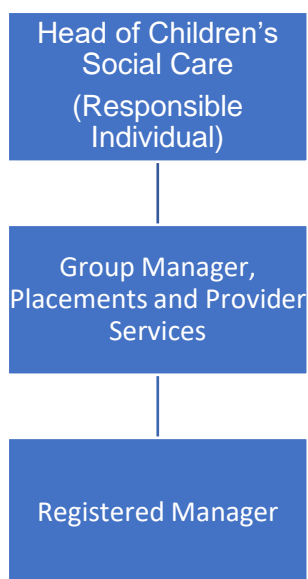 Head of Children's
Social Care
(Responsible
Individual)
Group Manager,
Placements and Provider
Services
Registered Manager